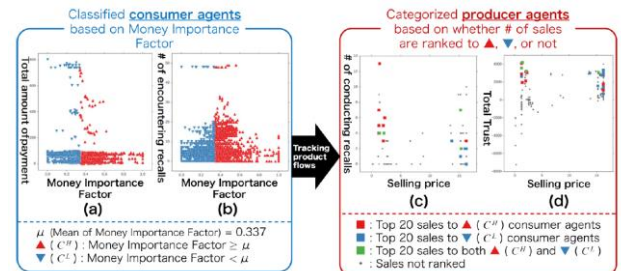 Classified consumer agents
based on Money Importance
Factor
Total amount of payment
Money Importance
Factor
(a)
# of encountering recalls
Money Importance
Factor
(b)
μ (Mean of Money Importance Factor) = 0.337
▲ (C^H) : Money Importance Factor ≥ μ
▼ (C^L) : Money Importance Factor < μ
Tracking
product
flows
Categorized producer agents
based on whether # of sales
are ranked to ▲, ▼, or not
# of conducting recalls
Selling price
(c)
Total Trust
Selling price
(d)
■ : Top 20 sales to ▲ (C^H) consumer agents
■ : Top 20 sales to ▼ (C^L) consumer agents
■ : Top 20 sales to both ▲ (C^H) and ▼ (C^L)
• : Sales not ranked